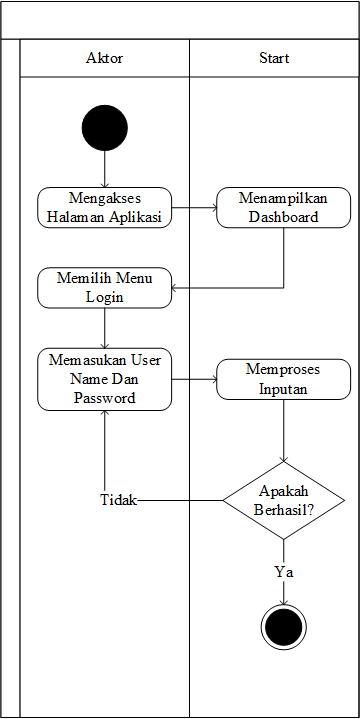 Aktor
Start
Mengakses
Halaman Aplikasi
Menampilkan
Dashboard
Memilih Menu
Login
Memasukan User
Name Dan
Password
Memproses
Inputan
Apakah
Berhasil?
Tidak
Ya